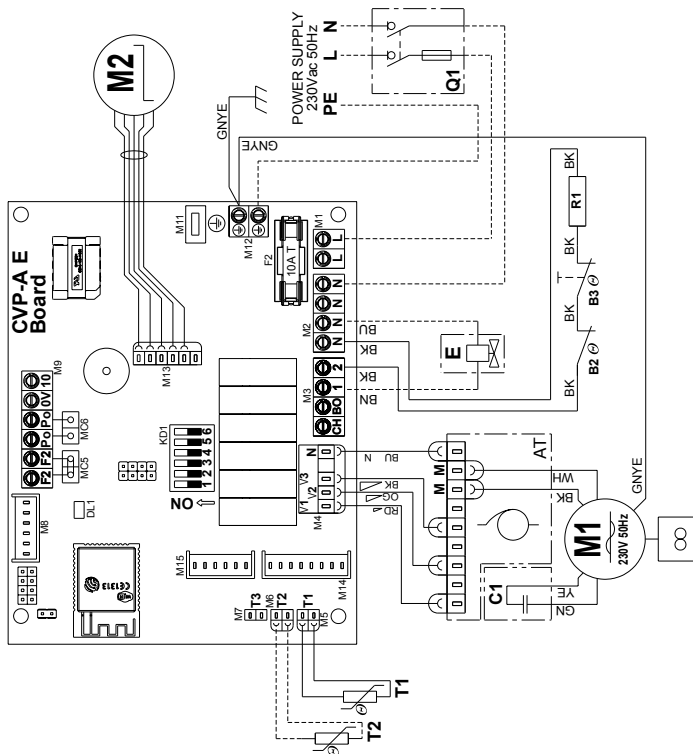 CVP-A E
Board
M2
GNYE
GNYE
POWER SUPPLY
230Vac 50Hz
PE L N
Q1
M11
M12
M9
F2 F2 Po Po 0V 10
MC5
MC6
M13
F2
10A T
M1
L L
M2
N N N N
M3
CH BO 1 2
KD1
1 2 3 4 5 6
ON
M8
DL1
CE1313
M15
M14
M4
V1 V2 V3 N
M7
T3
M6
T2
T1
M5
BU
BK
BK
BN
E
BK
R1
BK
B3
BK
B2
BK
N BU
BK
OG
RD
T1
T2
AT
M M
WH
BK
GNYE
M1
230V 50Hz
C1
YE
GN